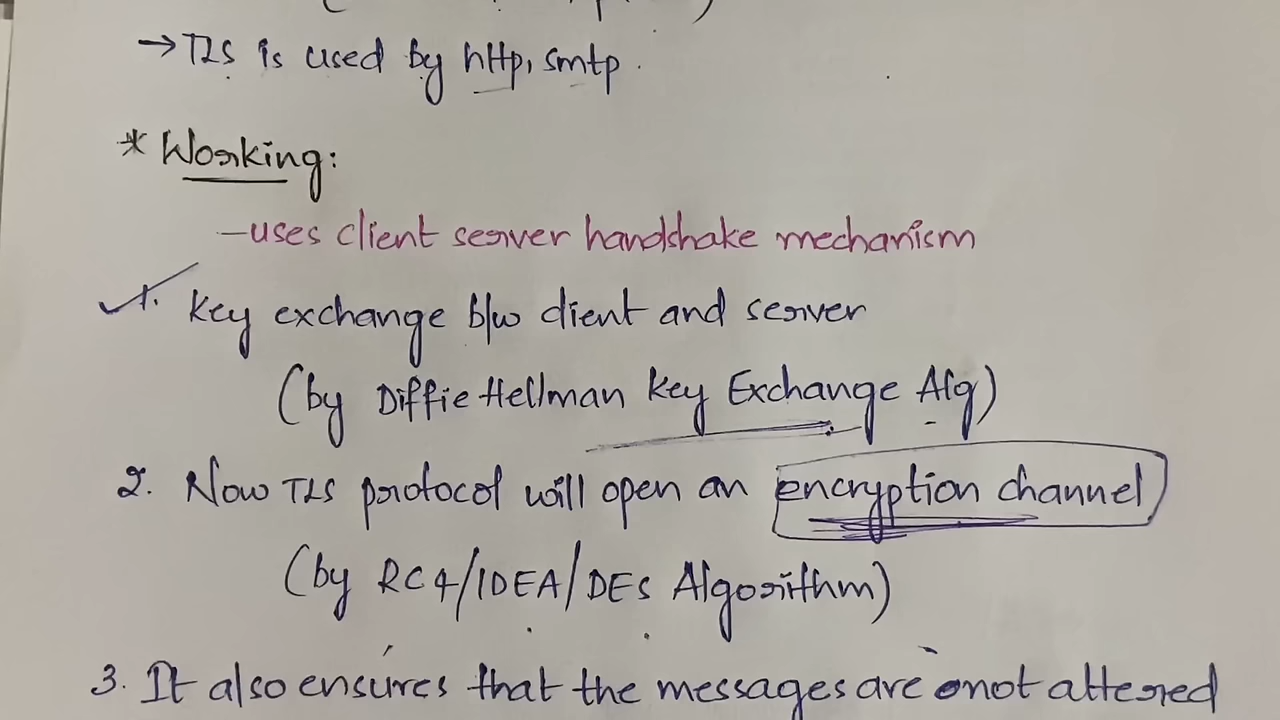 → TLS is used by http, smtp.
* Working:
- uses client server handshake mechanism
1. Key exchange b/w client and server
(by Diffie Hellman Key Exchange Alg)
2. Now TLS protocol will open an encryption channel
(by RC4/IDEA/DES Algorithm)
3. It also ensures that the messages are not altered